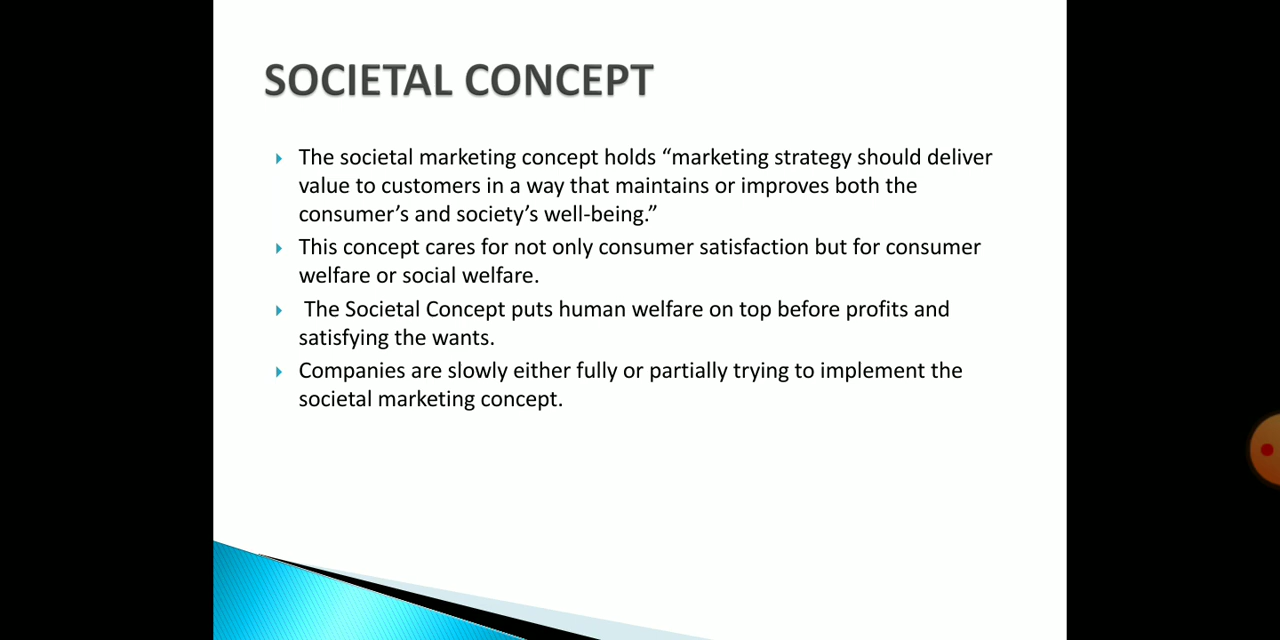 SOCIETAL CONCEPT
The societal marketing concept holds “marketing strategy should deliver
value to customers in a way that maintains or improves both the
consumer’s and society’s well-being.”
This concept cares for not only consumer satisfaction but for consumer
welfare or social welfare.
The Societal Concept puts human welfare on top before profits and
satisfying the wants.
Companies are slowly either fully or partially trying to implement the
societal marketing concept.